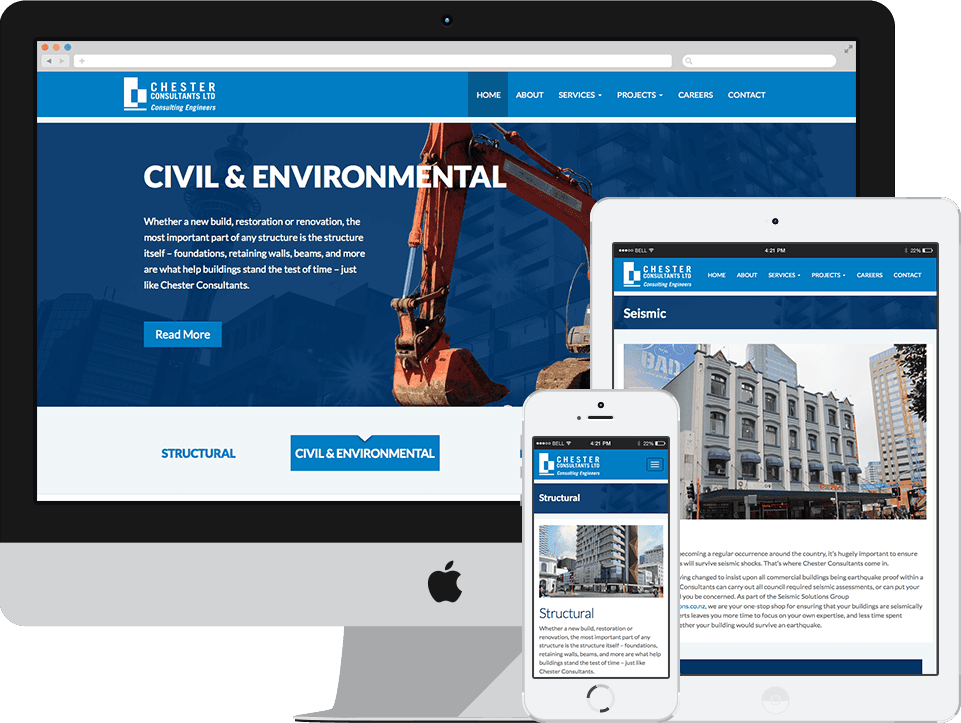 CHESTER
CONSULTANTS LTD
Consulting Engineers
HOME ABOUT SERVICES PROJECTS CAREERS CONTACT
CIVIL & ENVIRONMENTAL
Whether a new build, restoration or renovation, the
most important part of any structure is the structure
itself – foundations, retaining walls, beams, and more
are what help buildings stand the test of time – just
like Chester Consultants.
Read More
STRUCTURAL
CIVIL & ENVIRONMENTAL
BELL 4:21 PM 22%
CHESTER
CONSULTANTS LTD
Consulting Engineers
HOME ABOUT SERVICES PROJECTS CAREERS CONTACT
Seismic
BAD
ecoming a regular occurrence around the country, it's hugely important to ensure
s will survive seismic shocks. That's where Chester Consultants come in.
ing changed to insist upon all commercial buildings being earthquake proof within a
Consultants can carry out all council required seismic assessments, or can put your
d you be concerned. As part of the Seismic Solutions Group
ons.co.nz, we are your one-stop shop for ensuring that your buildings are seismically
erts leaves you more time to focus on your own expertise, and less time spent
ether your building would survive an earthquake.
BELL 4:21 PM 22%
CHESTER
CONSULTANTS LTD
Consulting Engineers
Structural
Structural
Whether a new build, restoration or
renovation, the most important part of any
structure is the structure itself – foundations,
retaining walls, beams, and more are what help
buildings stand the test of time – just like
Chester Consultants.